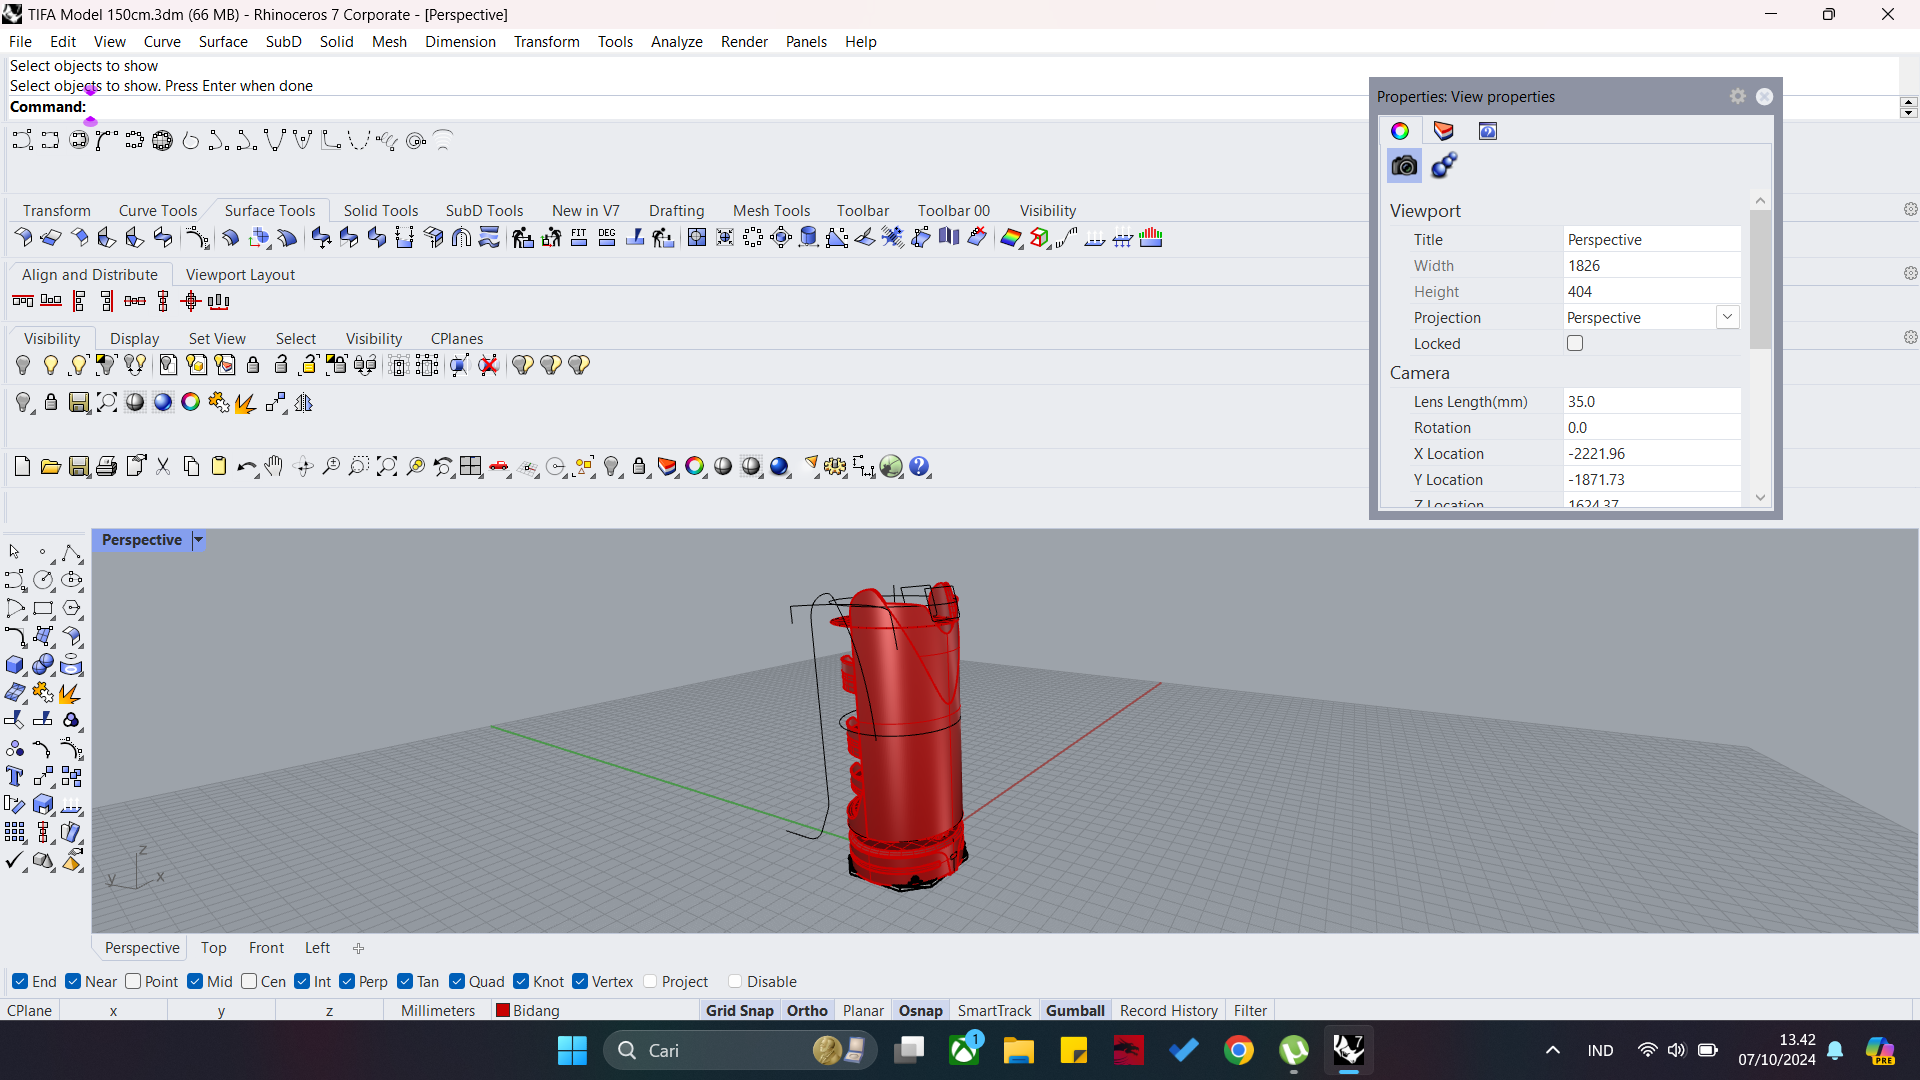 TIFA Model 150cm.3dm (66 MB) - Rhinoceros 7 Corporate - [Perspective]
File Edit View Curve Surface SubD Solid Mesh Dimension Transform Tools Analyze Render Panels Help
Select objects to show
Select objects to show. Press Enter when done
Command:
Transform Curve Tools Surface Tools Solid Tools SubD Tools New in V7 Drafting Mesh Tools Toolbar Toolbar 00 Visibility
FIT DEG
Align and Distribute Viewport Layout
Visibility Display Set View Select Visibility CPlanes
Properties: View properties
Viewport
Title Perspective
Width 1826
Height 404
Projection Perspective
Locked
Camera
Lens Length(mm) 35.0
Rotation 0.0
X Location -2221.96
Y Location -1871.73
Z Location 1624.37
Perspective
z
y x
Perspective Top Front Left
End Near Point Mid Cen Int Perp Tan Quad Knot Vertex Project Disable
CPlane x y z Millimeters Bidang Grid Snap Ortho Planar Osnap SmartTrack Gumball Record History Filter
Cari
1
7
IND
13.42
07/10/2024
PRE